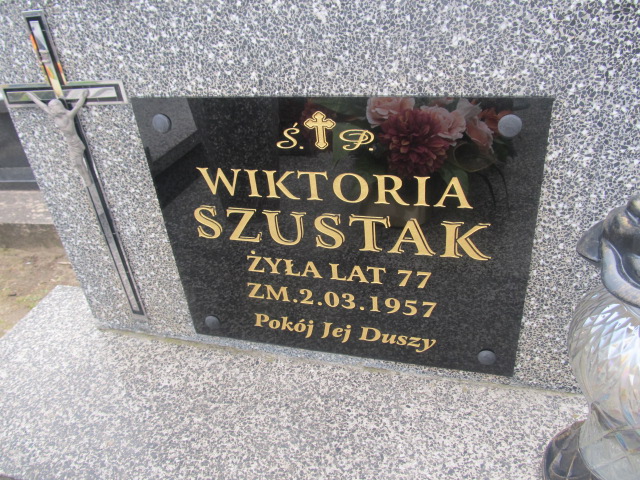 Ś. P.
WIKTORIA
SZUSTAK
ŻYŁA LAT 77
ZM.2.03.1957
Pokój Jej Duszy